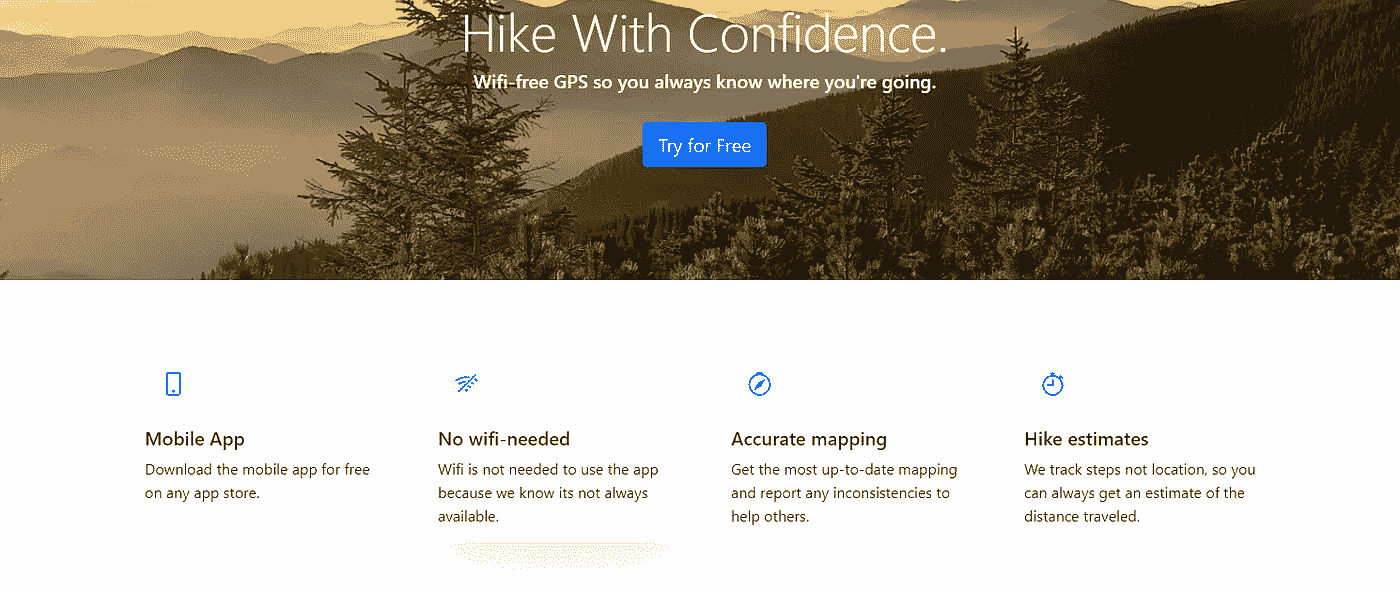 Hike With Confidence.
Wifi-free GPS so you always know where you're going.
Try for Free
Mobile App
Download the mobile app for free
on any app store.
No wifi-needed
Wifi is not needed to use the app
because we know its not always
available.
Accurate mapping
Get the most up-to-date mapping
and report any inconsistencies to
help others.
Hike estimates
We track steps not location, so you
can always get an estimate of the
distance traveled.